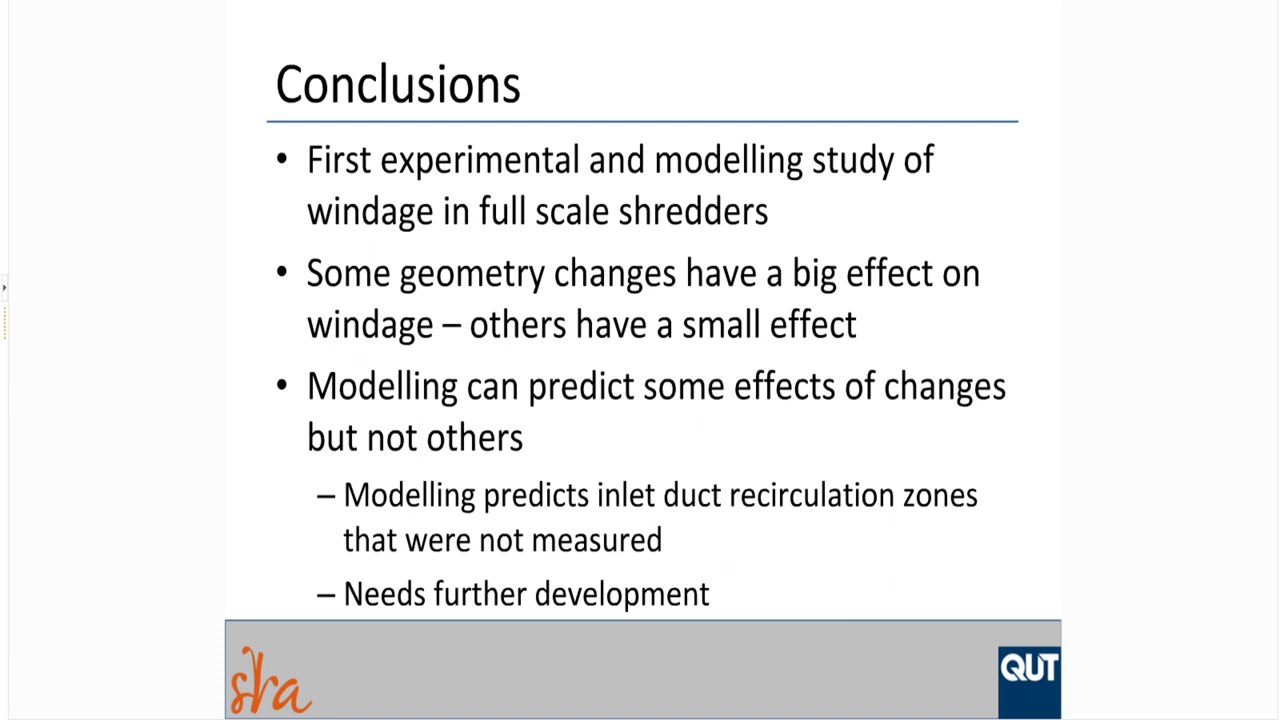 Conclusions
• First experimental and modelling study of
windage in full scale shredders
• Some geometry changes have a big effect on
windage – others have a small effect
• Modelling can predict some effects of changes
but not others
– Modelling predicts inlet duct recirculation zones
that were not measured
– Needs further development
sra
QUT